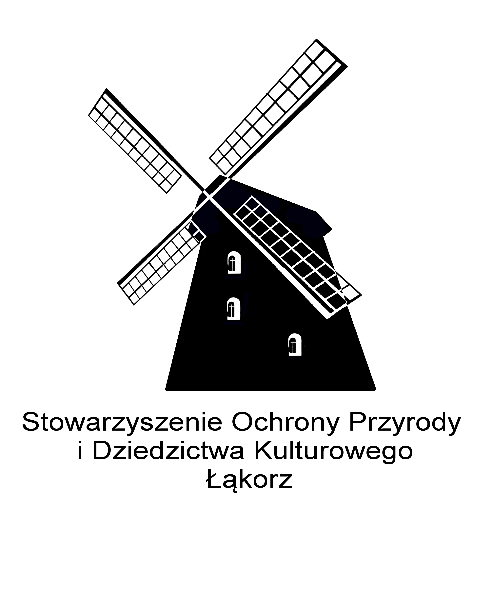 Stowarzyszenie Ochrony Przyrody
i Dziedzictwa Kulturowego
Łąkorz